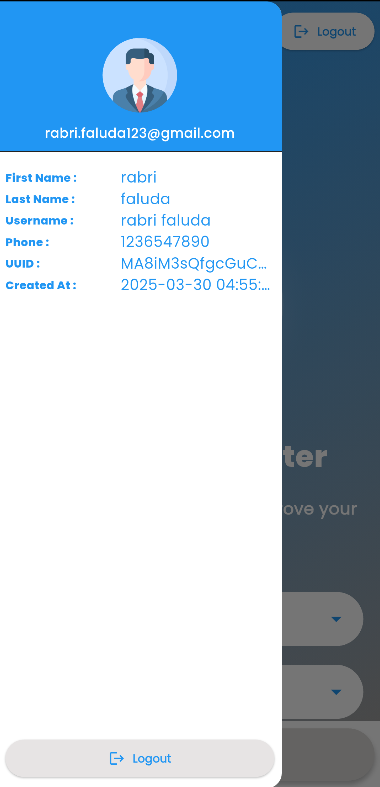 Logout
rabri.faluda123@gmail.com
First Name : rabri
Last Name : faluda
Username : rabri faluda
Phone : 1236547890
UUID : MA8iM3sQfgcGuC...
Created At : 2025-03-30 04:55:...
ter
ove your
Logout